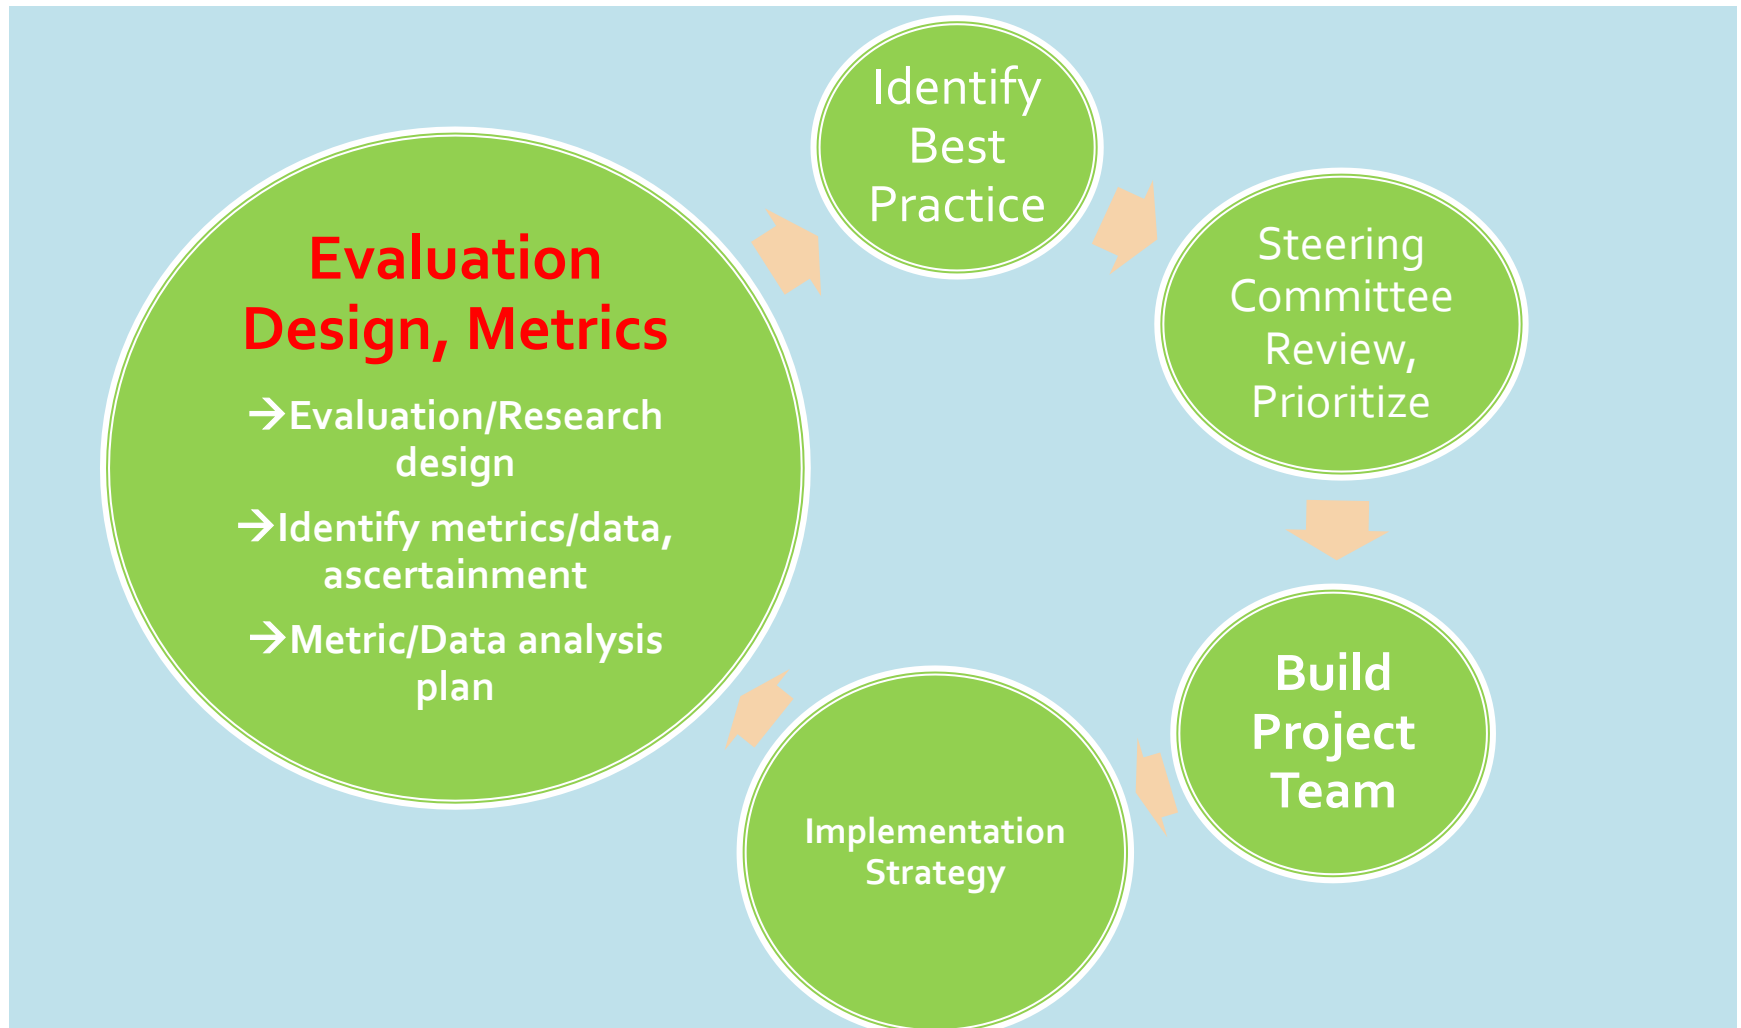 Identify
Best
Practice
Steering
Committee
Review,
Prioritize
Build
Project
Team
Implementation
Strategy
Evaluation
Design, Metrics
→Evaluation/Research
design
→Identify metrics/data,
ascertainment
→Metric/Data analysis
plan